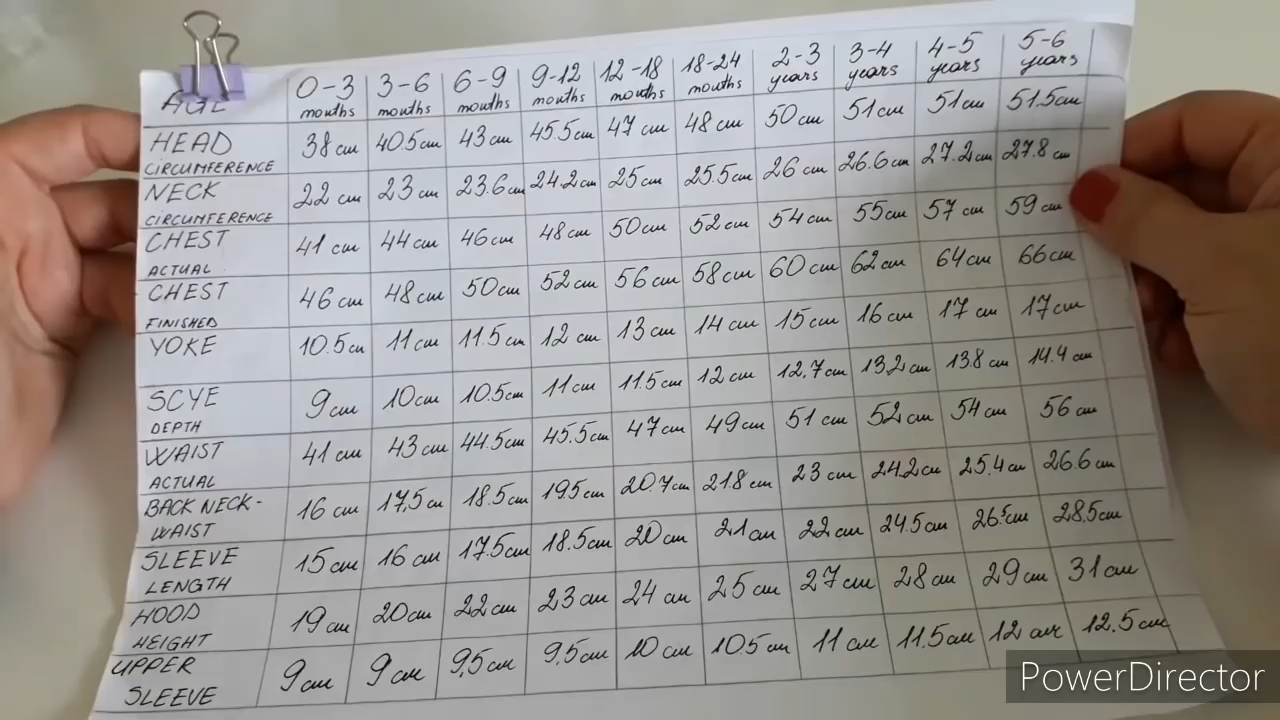 AGE 0-3 months 3-6 months 6-9 months 9-12 months 12-18 months 18-24 months 2-3 years 3-4 years 4-5 years 5-6 years
HEAD CIRCUMFERENCE 38 cm 40.5 cm 43 cm 45.5 cm 47 cm 48 cm 50 cm 51 cm 51 cm 51.5 cm
NECK CIRCUMFERENCE 22 cm 23 cm 23.6 cm 24.2 cm 25 cm 25.5 cm 26 cm 26.6 cm 27.2 cm 27.8 cm
CHEST ACTUAL 41 cm 44 cm 46 cm 48 cm 50 cm 52 cm 54 cm 55 cm 57 cm 59 cm
CHEST FINISHED 46 cm 48 cm 50 cm 52 cm 56 cm 58 cm 60 cm 62 cm 64 cm 66 cm
YOKE 10.5 cm 11 cm 11.5 cm 12 cm 13 cm 14 cm 15 cm 16 cm 17 cm 17 cm
SCYE DEPTH 9 cm 10 cm 10.5 cm 11 cm 11.5 cm 12 cm 12.7 cm 13.2 cm 13.8 cm 14.4 cm
WAIST ACTUAL 41 cm 43 cm 44.5 cm 45.5 cm 47 cm 49 cm 51 cm 52 cm 54 cm 56 cm
BACK NECK-WAIST 16 cm 17.5 cm 18.5 cm 19.5 cm 20.7 cm 21.8 cm 23 cm 24.2 cm 25.4 cm 26.6 cm
SLEEVE LENGTH 15 cm 16 cm 17.5 cm 18.5 cm 20 cm 21 cm 22 cm 24.5 cm 26.5 cm 28.5 cm
HOOD HEIGHT 19 cm 20 cm 22 cm 23 cm 24 cm 25 cm 27 cm 28 cm 29 cm 31 cm
UPPER SLEEVE 9 cm 9 cm 9,5 cm 9,5 cm 10 cm 10.5 cm 11 cm 11.5 cm 12 cm 12.5 cm
PowerDirector